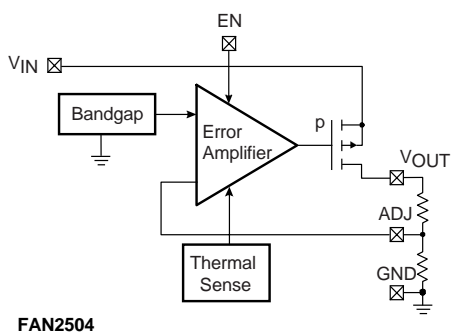 EN
VIN
Bandgap
Error
Amplifier
p
VOUT
ADJ
GND
Thermal
Sense
FAN2504